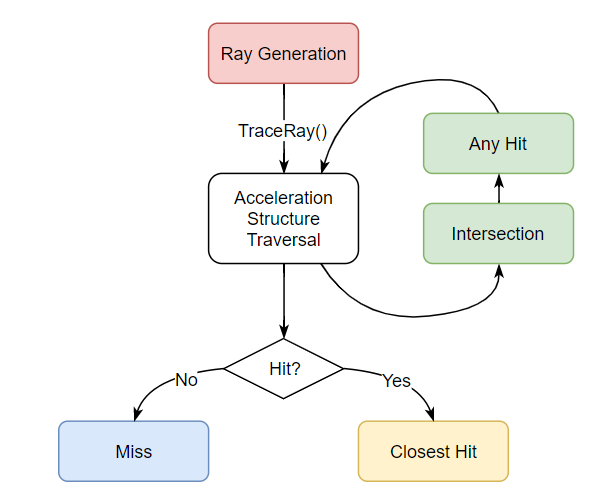 Ray Generation
TraceRay()
Any Hit
Acceleration
Structure
Traversal
Intersection
Hit?
No
Yes
Miss
Closest Hit